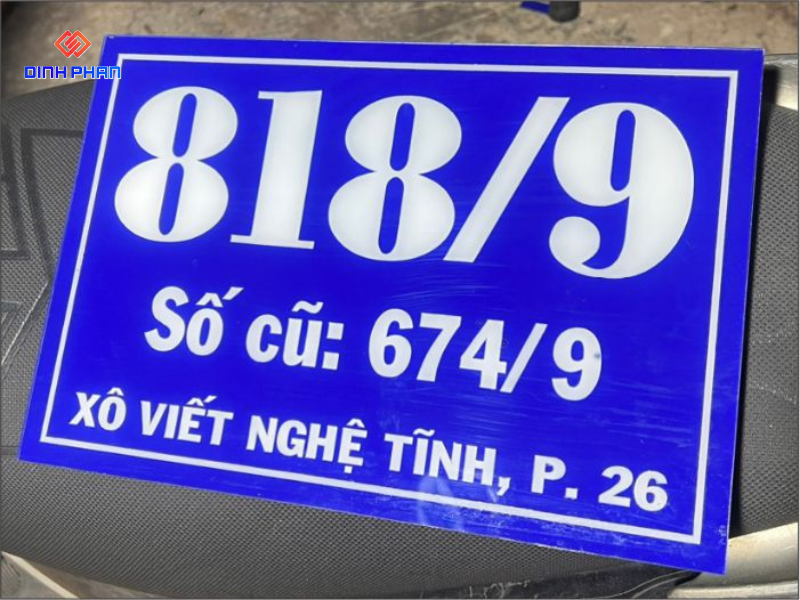 DINH PHAN
818/9
Số cũ: 674/9
XÔ VIẾT NGHỆ TĨNH, P. 26